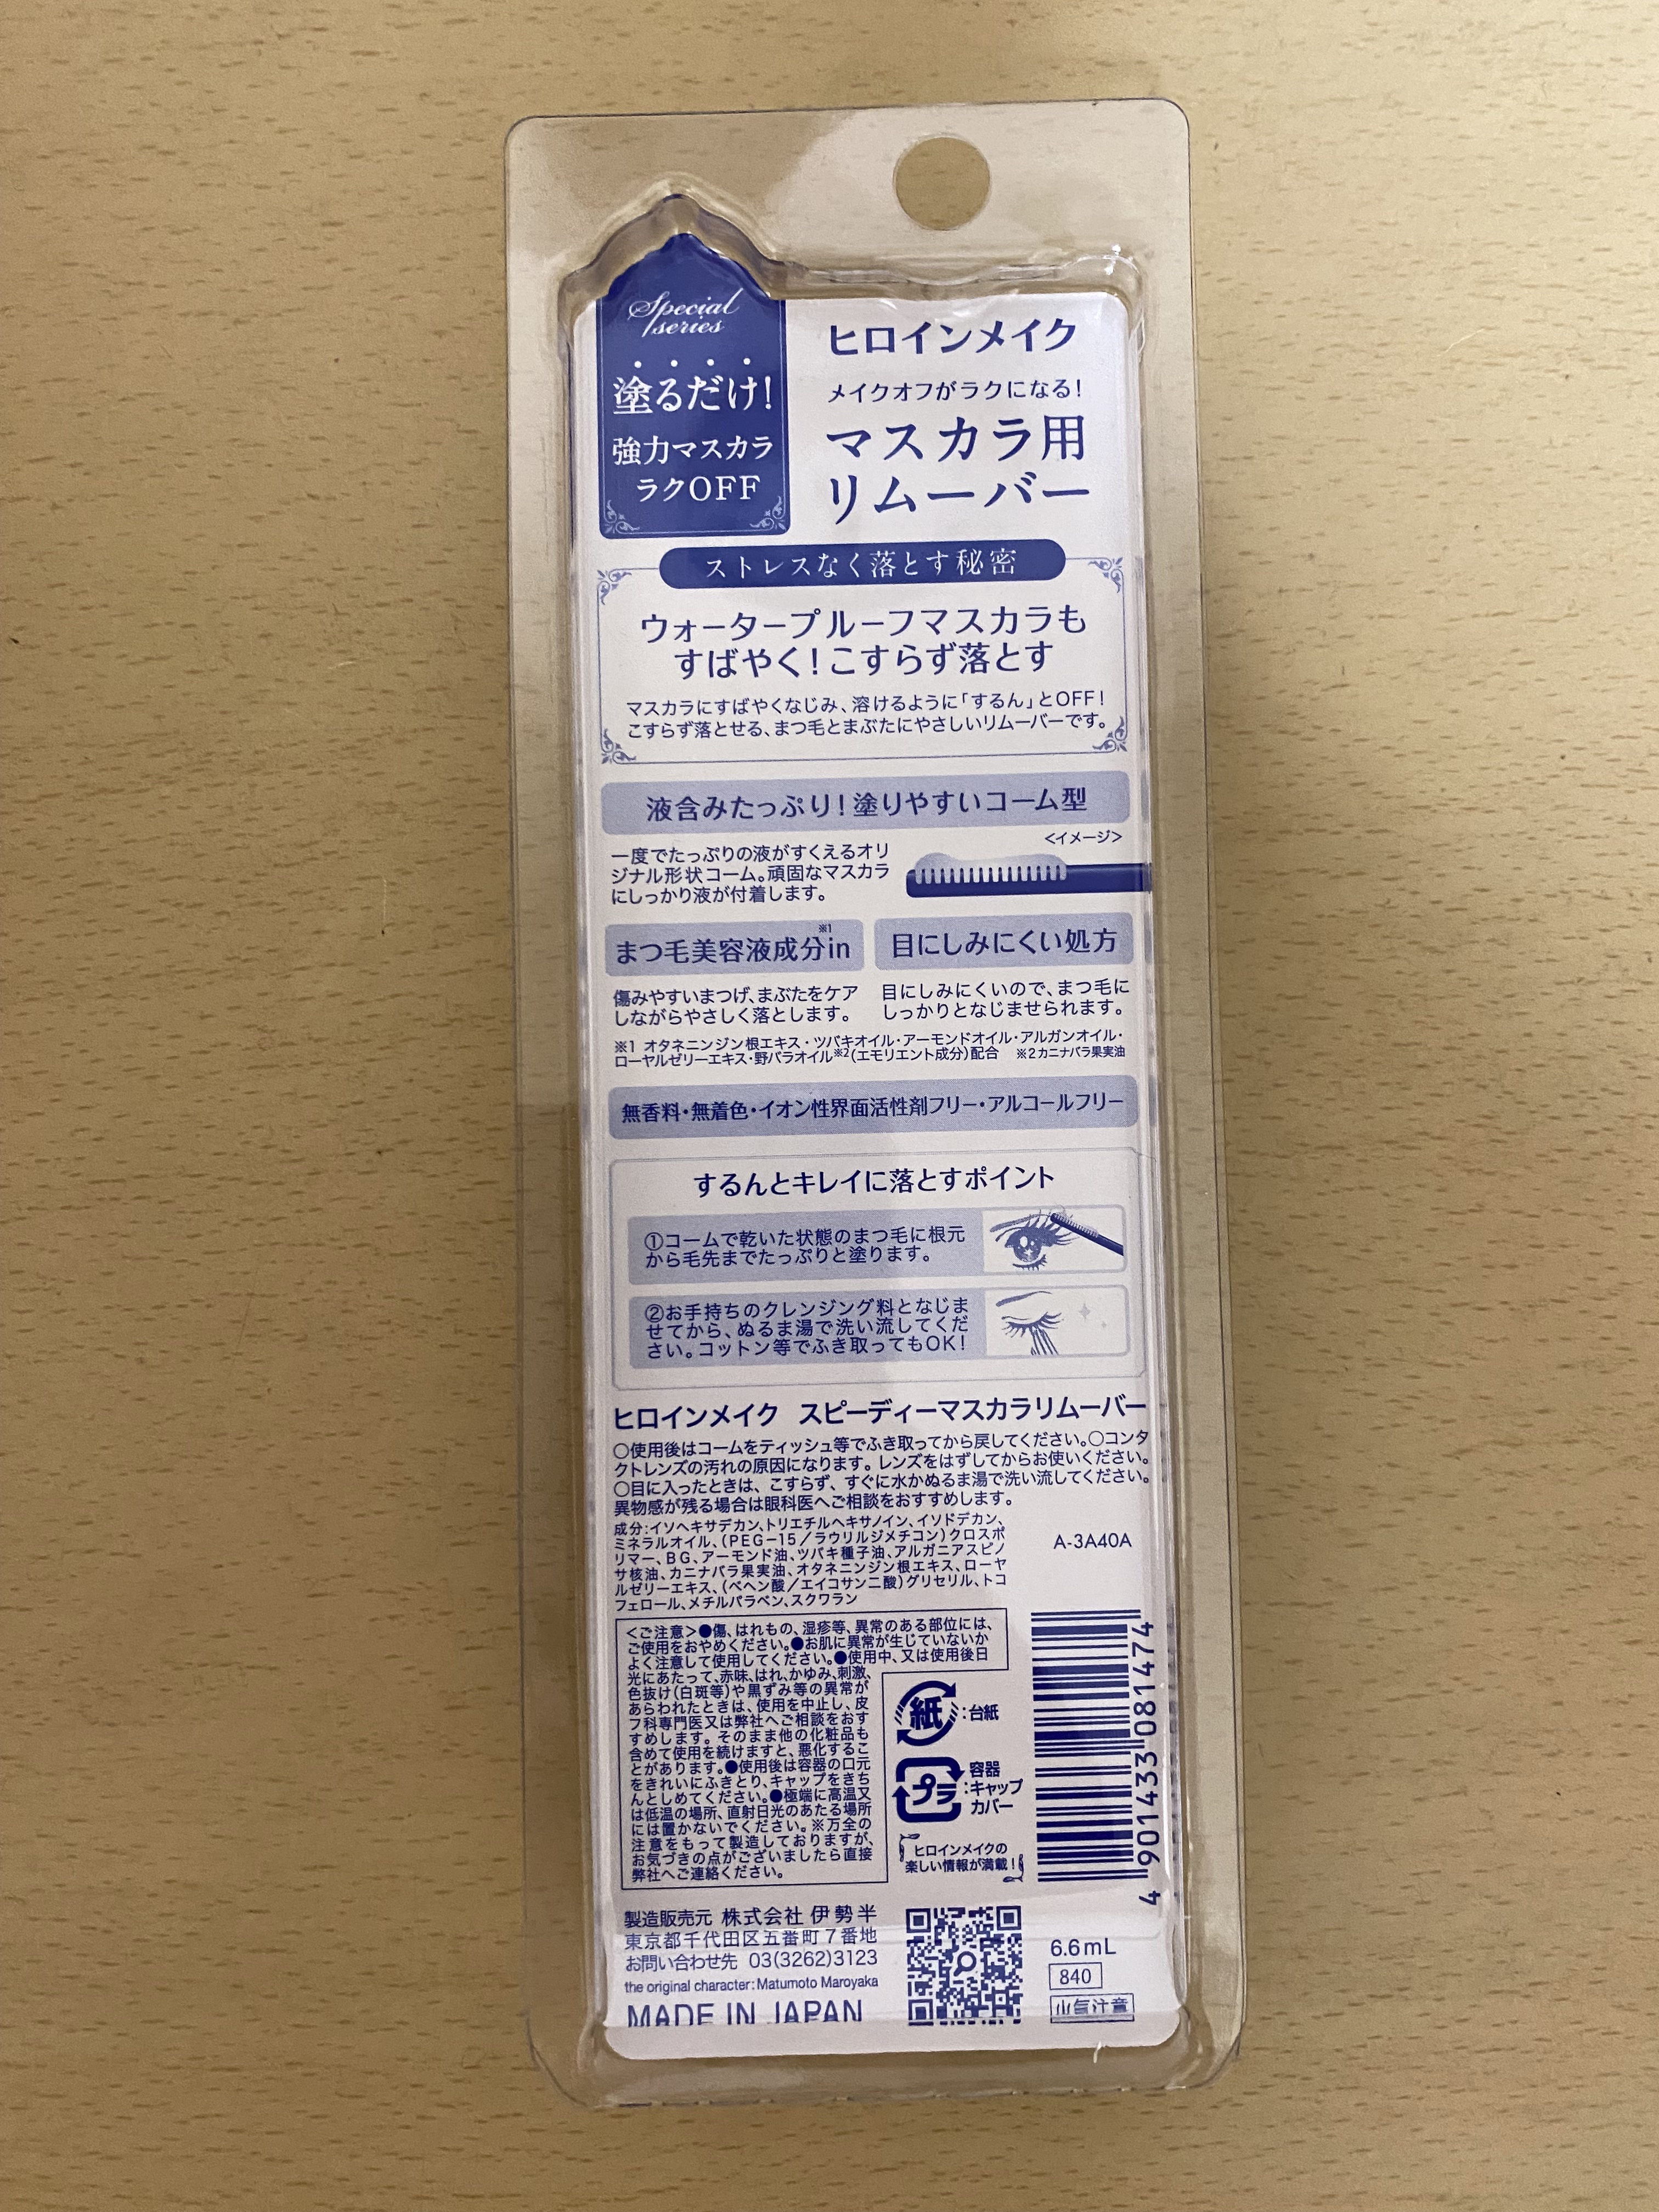 Special
series
塗るだけ!
強力マスカラ
ラクOFF
ヒロインメイク
メイクオフがラクになる!
マスカラ用
リムーバー
ストレスなく落とす秘密
ウォータープルーフマスカラも
すばやく!こすらず落とす
マスカラにすばやくなじみ、溶けるように「するん」とOFF!
こすらず落とせる、まつ毛とまぶたにやさしいリムーバーです。
液含みたっぷり!塗りやすいコーム型
<イメージ>
一度でたっぷりの液がすくえるオリ
ジナル形状コーム。頑固なマスカラ
にしっかり液が付着します。
まつ毛美容液成分※1in
傷みやすいまつげ、まぶたをケア
しながらやさしく落とします。
目にしみにくい処方
目にしみにくいので、まつ毛に
しっかりとなじませられます。
※1 オタネニンジン根エキス・ツバキオイル・アーモンドオイル・アルガンオイル・
ローヤルゼリーエキス・野バラオイル※2(エモリエント成分)配合 ※2カニナバラ果実油
無香料・無着色・イオン性界面活性剤フリー・アルコールフリー
するんとキレイに落とすポイント
①コームで乾いた状態のまつ毛に根元
から毛先までたっぷりと塗ります。
②お手持ちのクレンジング料となじま
せてから、ぬるま湯で洗い流してくだ
さい。コットン等でふき取ってもOK!
ヒロインメイク スピーディーマスカラリムーバー
○使用後はコームをティッシュ等でふき取ってから戻してください。○コンタ
クトレンズの汚れの原因になります。レンズをはずしてからお使いください。
○目に入ったときは、こすらず、すぐに水かぬるま湯で洗い流してください。
異物感が残る場合は眼科医へご相談をおすすめします。
成分:イソヘキサデカン、トリエチルヘキサノイン、イソドデカン、
ミネラルオイル、(PEG-15/ラウリルジメチコン)クロスポ
リマー、BG、アーモンド油、ツバキ種子油、アルガニアスピノ
サ核油、カニナバラ果実油、オタネニンジン根エキス、ローヤ
ルゼリーエキス、(ベヘン酸/エイコサン二酸)グリセリル、トコ
フェロール、メチルパラベン、スクワラン
A-3A40A
<ご注意>●傷、はれもの、湿疹等、異常のある部位には、
ご使用をおやめください。●お肌に異常が生じていないか
よく注意して使用してください。●使用中、又は使用後日
光にあたって、赤味、はれ、かゆみ、刺激、
色抜け(白斑等)や黒ずみ等の異常が
あらわれたときは、使用を中止し、皮
フ科専門医又は弊社へご相談をおす
すめします。そのまま他の化粧品も
含めて使用を続けますと、悪化するこ
とがあります。●使用後は容器の口元
をきれいにふきとり、キャップをきち
んとしめてください。●極端に高温又
は低温の場所、直射日光のあたる場所
には置かないでください。※万全の
注意をもって製造しておりますが、
お気づきの点がございましたら直接
弊社へご連絡ください。
紙:台紙
プラ:容器
キャップ
カバー
ヒロインメイクの
楽しい情報が満載!
4 901433 081474
製造販売元 株式会社 伊勢半
東京都千代田区五番町7番地
お問い合わせ先 03(3262)3123
the original character:Matumoto Maroyaka
MADE IN JAPAN
6.6mL
840
火気注意